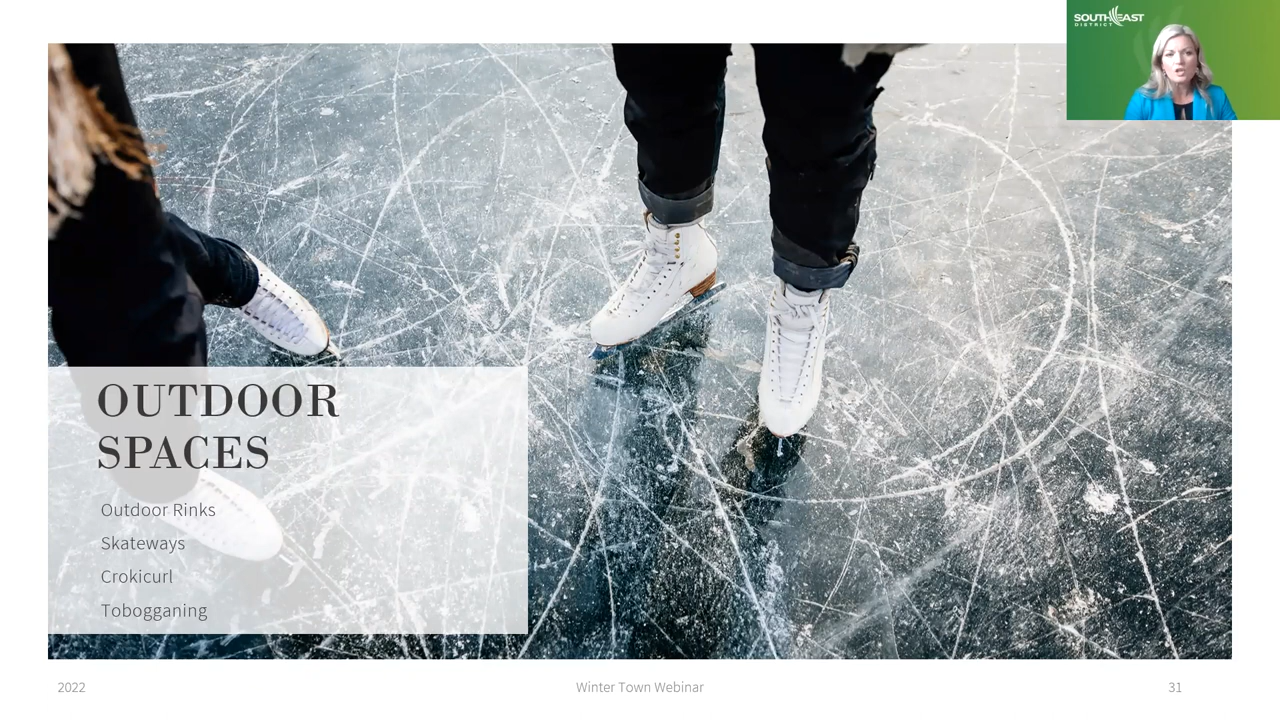 SOUTHEAST
DISTRICT
OUTDOOR
SPACES
Outdoor Rinks
Skateways
Crokicurl
Tobogganing
2022
Winter Town Webinar
31